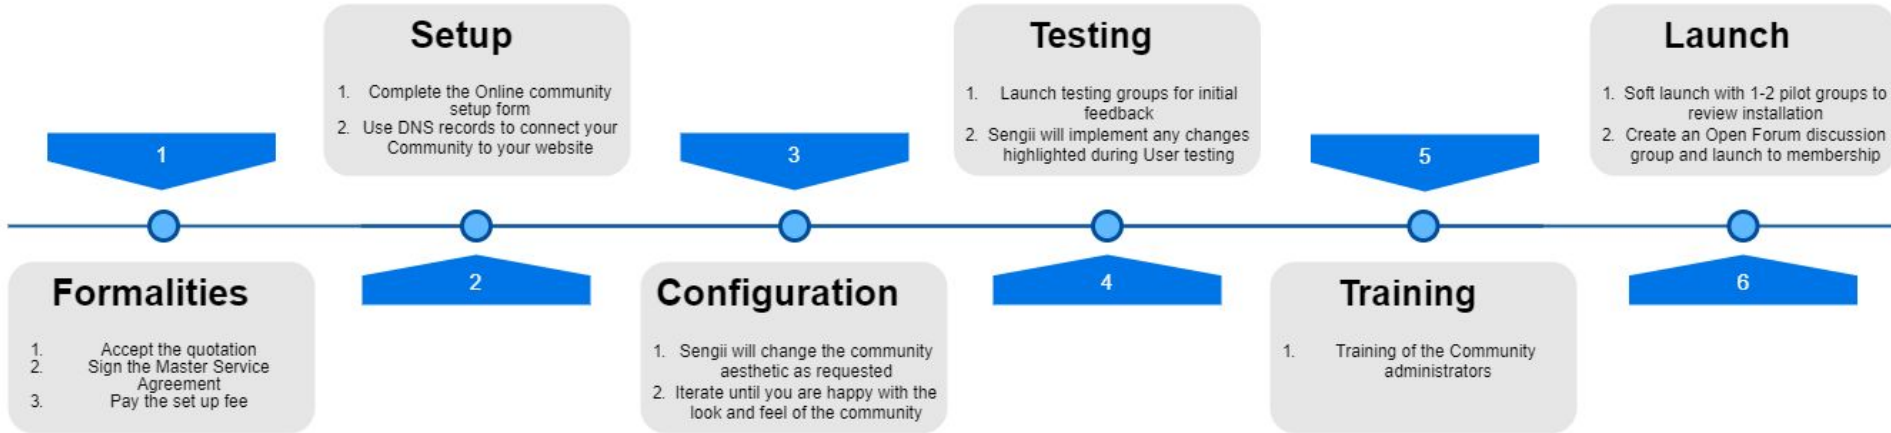 1
Formalities
1. Accept the quotation
2. Sign the Master Service
Agreement
3. Pay the set up fee
Setup
1. Complete the Online community
setup form
2. Use DNS records to connect your
Community to your website
2
3
Configuration
1. Sengii will change the community
aesthetic as requested
2. Iterate until you are happy with the
look and feel of the community
Testing
1. Launch testing groups for initial
feedback
2. Sengii will implement any changes
highlighted during User testing
4
5
Training
1. Training of the Community
administrators
Launch
1. Soft launch with 1-2 pilot groups to
review installation
2. Create an Open Forum discussion
group and launch to membership
6